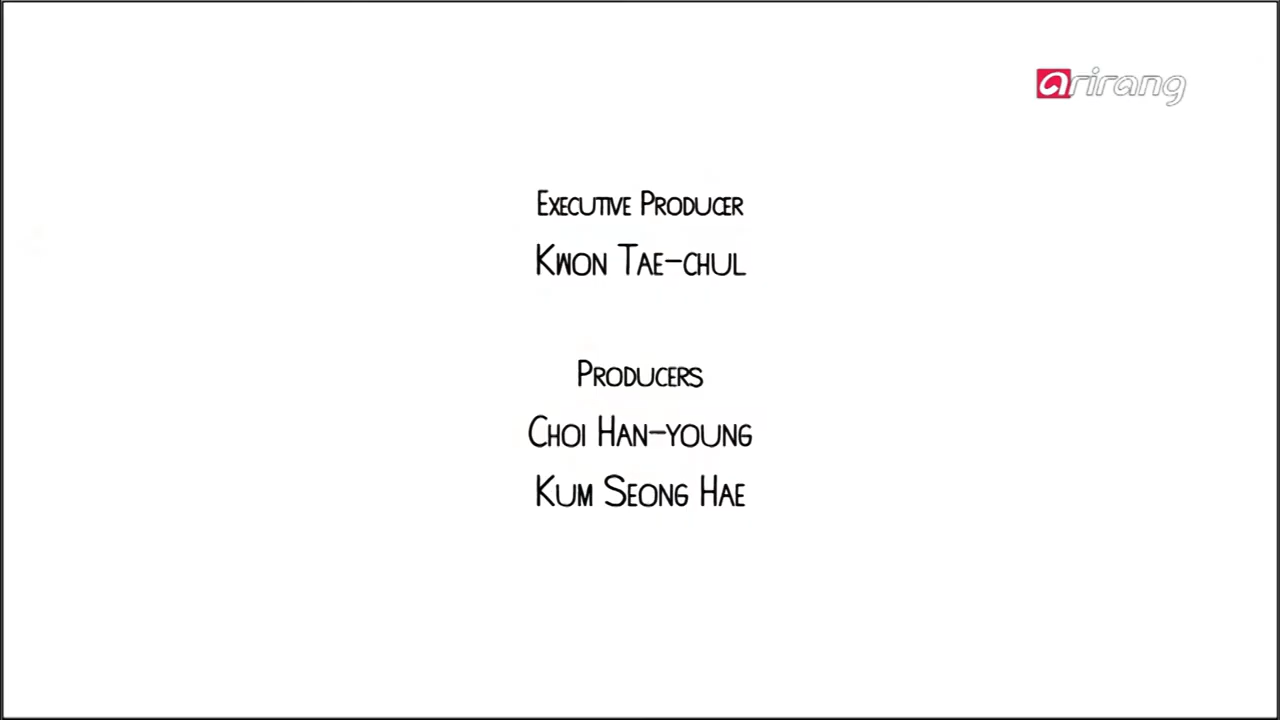 arirang
Executive Producer
Kwon Tae-chul
Producers
Choi Han-young
Kum Seong Hae